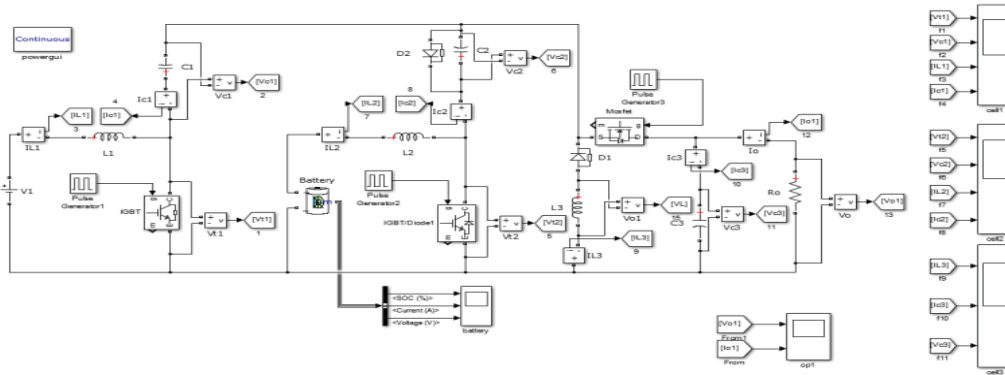 Continuous
powergui
C1
[Vc1]
Vc1
2
4
[IL1]
3
[Ic1]
Ic1
IL1
L1
V1
Pulse
Generator1
IGBT
Vt1
[Vt1]
1
D2
C2
[Vc2]
Vc2
6
8
[IL2]
7
[Ic2]
Ic2
IL2
L2
Battery
m
Pulse
Generator2
IGBT/Diode1
Vt2
[Vt2]
5
Pulse
Generator3
Mosfet
m
g
S
D
D1
L3
Vo1
[VL]
15
[IL3]
9
IL3
Ic3
[Ic3]
10
C3
Vc3
[Vc3]
11
Io
[Io1]
12
Ro
Vo
[Vo1]
13
<SOC (%)>
<Current (A)>
<Voltage (V)>
battery
[Vo1]
From1
[Io1]
From
op1
[Vt1]
f1
[Vc1]
f2
[IL1]
f3
[Ic1]
f4
cell1
[Vt2]
f5
[Vc2]
f6
[IL2]
f7
[Ic2]
f8
cell2
[IL3]
f9
[Ic3]
f10
[Vc3]
f11
cell3